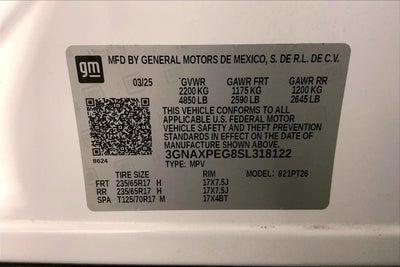 gm MFD BY GENERAL MOTORS DE MEXICO, S. DE R.L. DE C.V.
03/25 GVWR GAWR FRT GAWR RR
2200 KG 1175 KG 1200 KG
4850 LB 2590 LB 2645 LB
THIS VEHICLE CONFORMS TO ALL
APPLICABLE U.S. FEDERAL MOTOR
VEHICLE SAFETY, BUMPER, AND
THEFT PREVENTION STANDARDS
IN EFFECT ON THE DATE OF
MANUFACTURE SHOWN ABOVE.
3GNAXPEG8SL318122
B624 TYPE: MPV 821PT26
TIRE SIZE RIM
FRT 235/65R17 H 17X7.5J
RR 235/65R17 H 17X7.5J
SPA T125/70R17 M 17X4BT